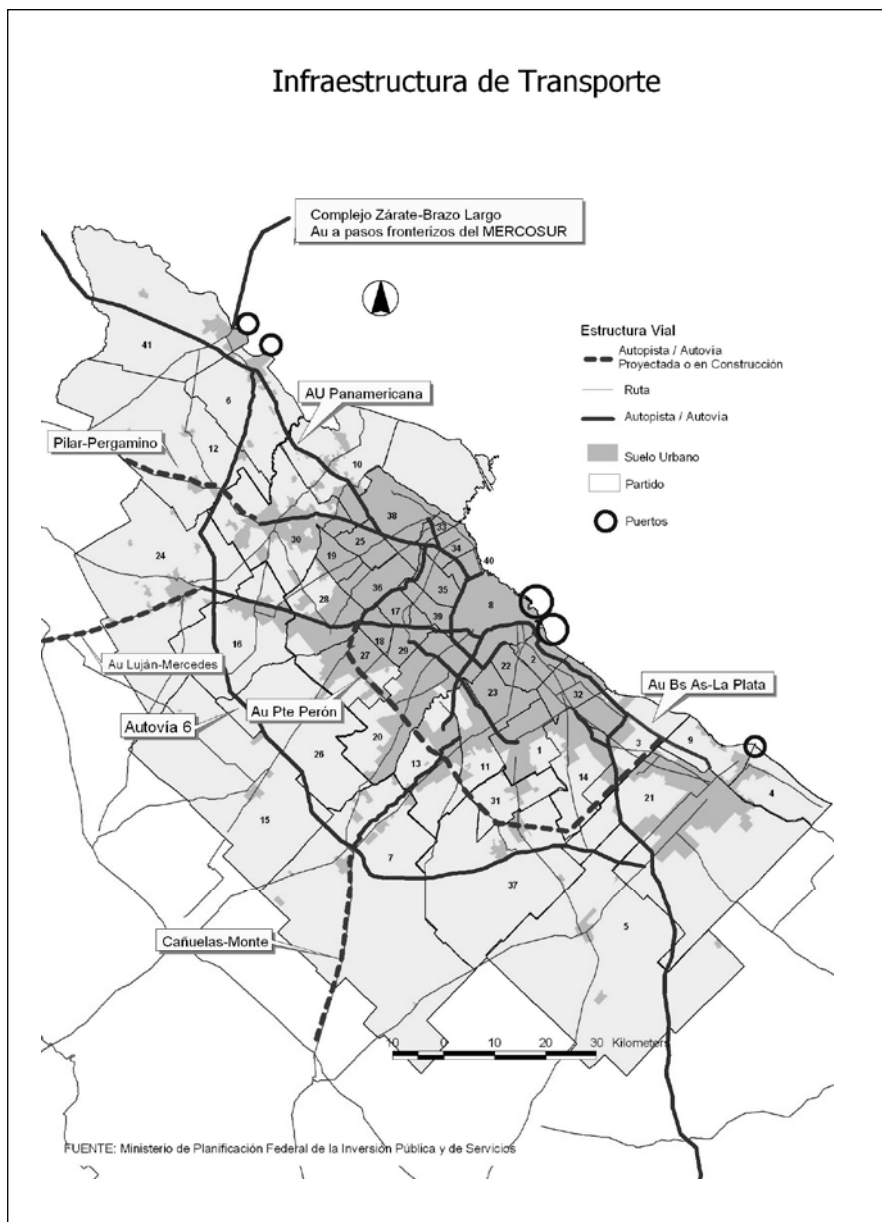 Infraestructura de Transporte
Complejo Zárate-Brazo Largo
Au a pasos fronterizos del MERCOSUR
Estructura Vial
Autopista / Autovía
Proyectada o en Construcción
Ruta
Autopista / Autovía
Suelo Urbano
Partido
Puertos
41
6
AU Panamericana
Pilar-Pergamino
12
10
38
33
30
25
34
24
19
40
28
36
35
8
17
39
16
18
27
29
22
2
Au Luján-Mercedes
23
32
Au Bs As-La Plata
Au Pte Perón
Autovía 6
20
26
13
11
1
3
9
14
31
21
4
15
7
37
5
Cañuelas-Monte
10 0 10 20 30 Kilometers
FUENTE: Ministerio de Planificación Federal de la Inversión Pública y de Servicios